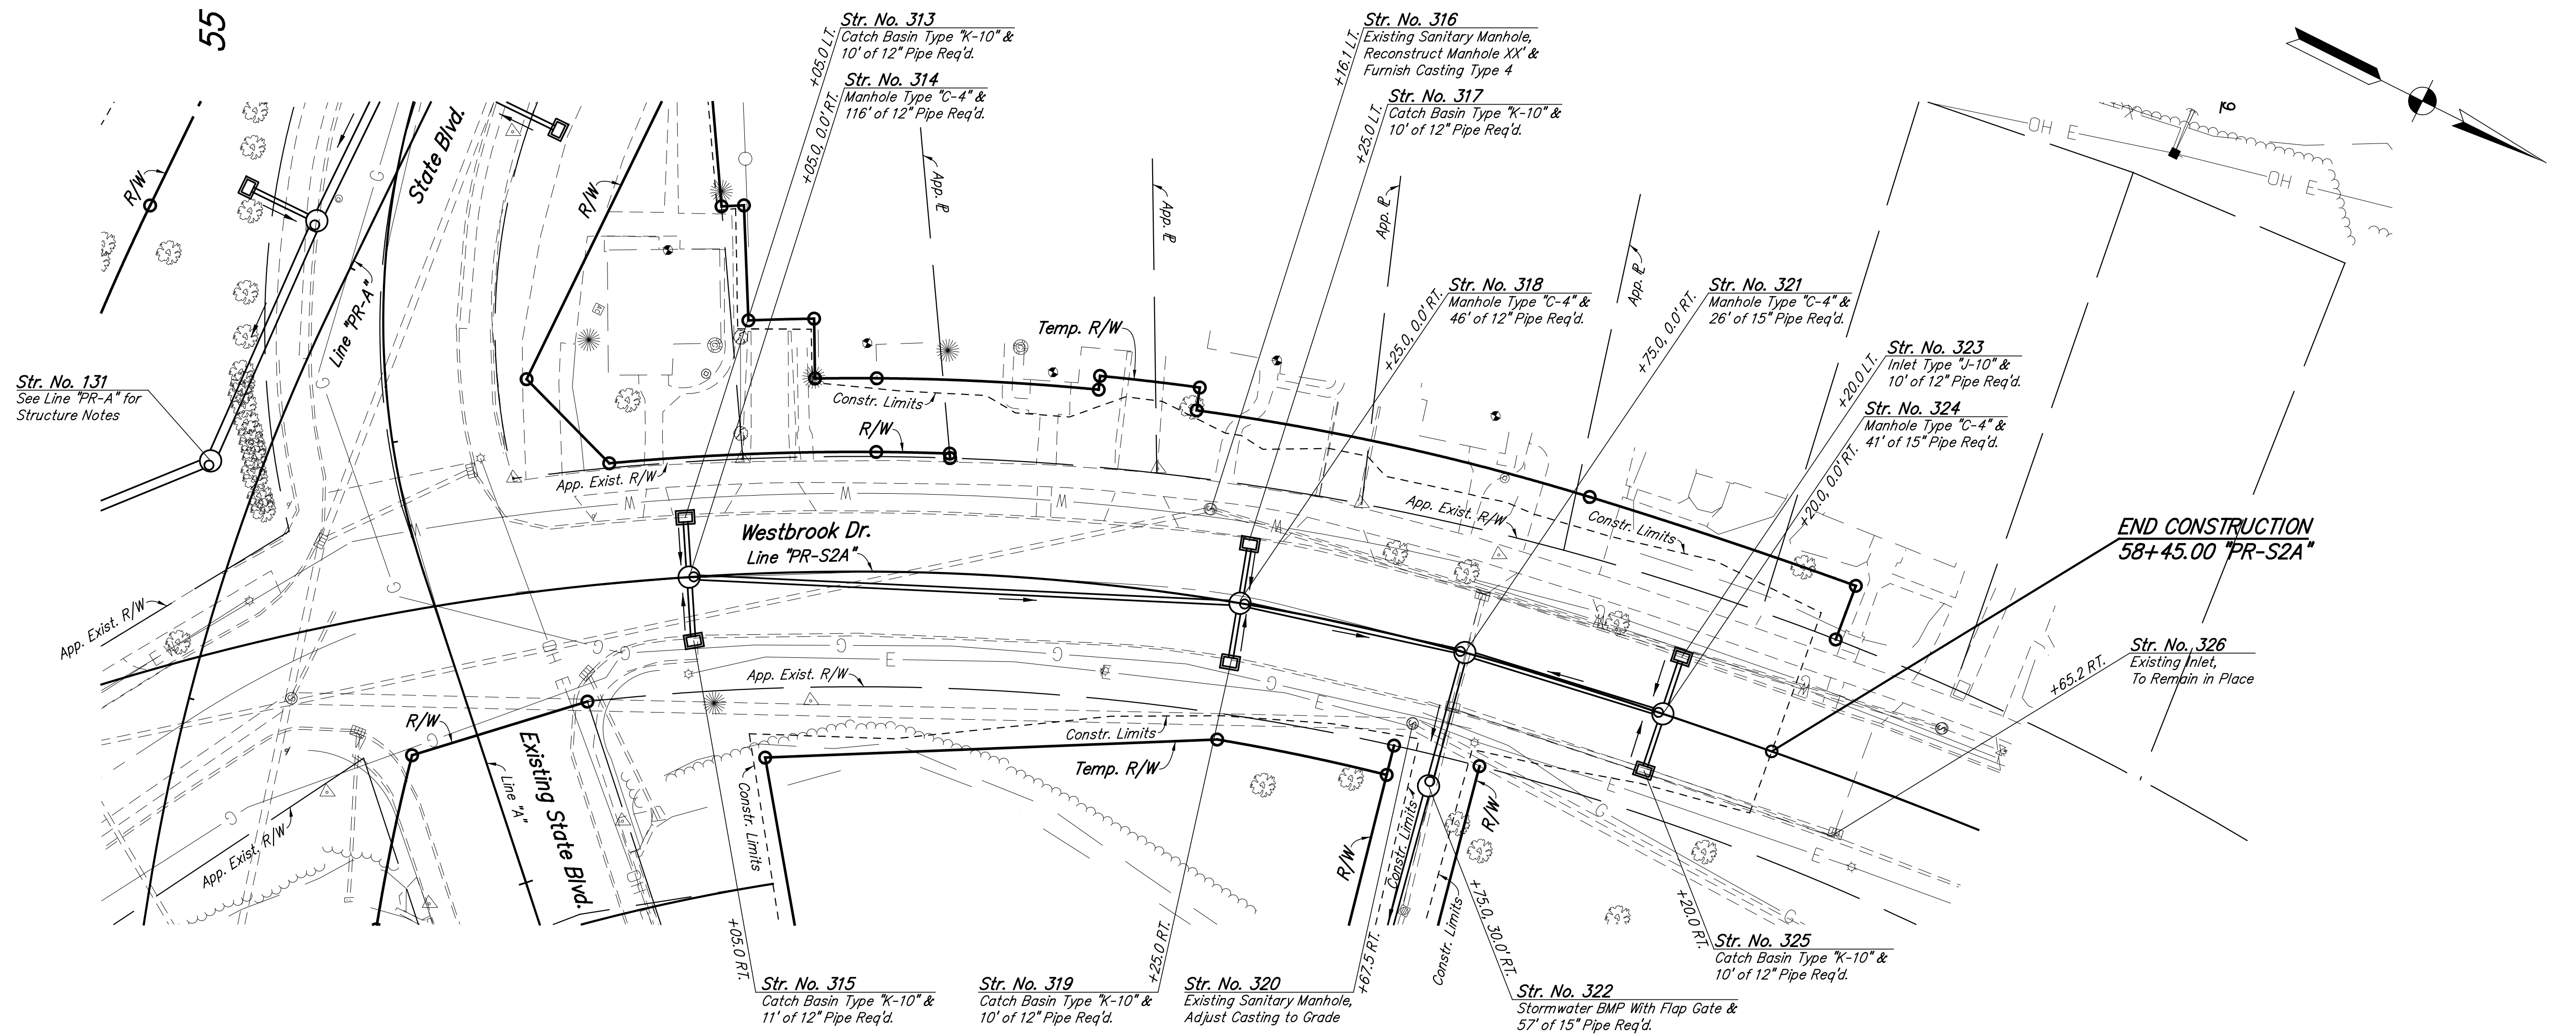 55
Str. No. 313
Catch Basin Type "K-10" &
10' of 12" Pipe Req'd.
+05.0 LT.
Str. No. 314
Manhole Type "C-4" &
116' of 12" Pipe Req'd.
+05.0, 0.0' RT.
Str. No. 316
Existing Sanitary Manhole,
Reconstruct Manhole XX' &
Furnish Casting Type 4
+16.1 LT.
Str. No. 317
Catch Basin Type "K-10" &
10' of 12" Pipe Req'd.
+25.0 LT.
Str. No. 318
Manhole Type "C-4" &
46' of 12" Pipe Req'd.
+25.0, 0.0' RT.
Str. No. 321
Manhole Type "C-4" &
26' of 15" Pipe Req'd.
+75.0, 0.0' RT.
Str. No. 323
Inlet Type "J-10" &
10' of 12" Pipe Req'd.
+20.0 LT.
Str. No. 324
Manhole Type "C-4" &
41' of 15" Pipe Req'd.
+20.0, 0.0' RT.
END CONSTRUCTION
58+45.00 "PR-S2A"
Str. No. 326
Existing Inlet,
To Remain in Place
+65.2 RT.
Str. No. 131
See Line "PR-A" for
Structure Notes
State Blvd.
Line "PR-A"
R/W
R/W
App. PL
App. PL
App. PL
App. PL
OH E
OH E
Temp. R/W
Constr. Limits
R/W
App. Exist. R/W
App. Exist. R/W
Constr. Limits
W
W
W
W
Westbrook Dr.
Line "PR-S2A"
App. Exist. R/W
App. Exist. R/W
R/W
G
G
G
E
E
G
E
G
E
G
Constr. Limits
Temp. R/W
Constr. Limits
Line "A"
Existing State Blvd.
App. Exist. R/W
OH
OH
R/W
Constr. Limits
R/W
Constr. Limits
+05.0 RT.
Str. No. 315
Catch Basin Type "K-10" &
11' of 12" Pipe Req'd.
+25.0 RT.
Str. No. 319
Catch Basin Type "K-10" &
10' of 12" Pipe Req'd.
+67.5 RT.
Str. No. 320
Existing Sanitary Manhole,
Adjust Casting to Grade
+75.0, 30.0' RT.
Str. No. 322
Stormwater BMP With Flap Gate &
57' of 15" Pipe Req'd.
+20.0 RT.
Str. No. 325
Catch Basin Type "K-10" &
10' of 12" Pipe Req'd.